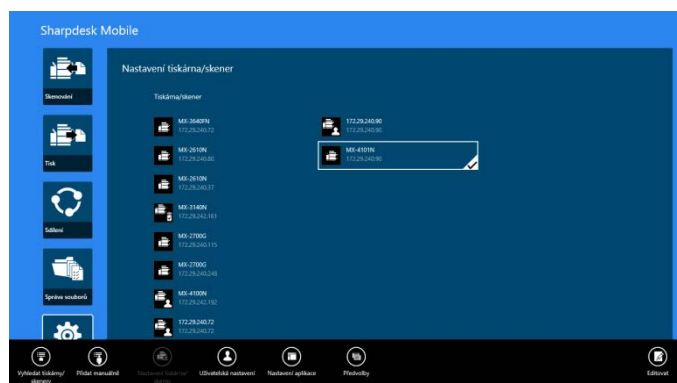 Sharpdesk Mobile
Skenování
Tisk
Sdílení
Správa souborů
Nastavení tiskárna/skener
Tiskárna/skener
MX-3640FN
172.29.240.72
MX-2610N
172.29.240.80
MX-2610N
172.29.240.37
MX-3140N
172.29.242.181
MX-2700G
172.29.240.115
MX-2700G
172.29.240.248
MX-4100N
172.29.242.192
172.29.240.72
172.29.240.72
172.29.240.90
172.29.240.90
MX-4101N
172.29.240.90
Vyhledat tiskárny/
skenery
Přidat manuálně
Nastavení tiskárna/
skener
Uživatelská nastavení
Nastavení aplikace
Předvolby
Editovat